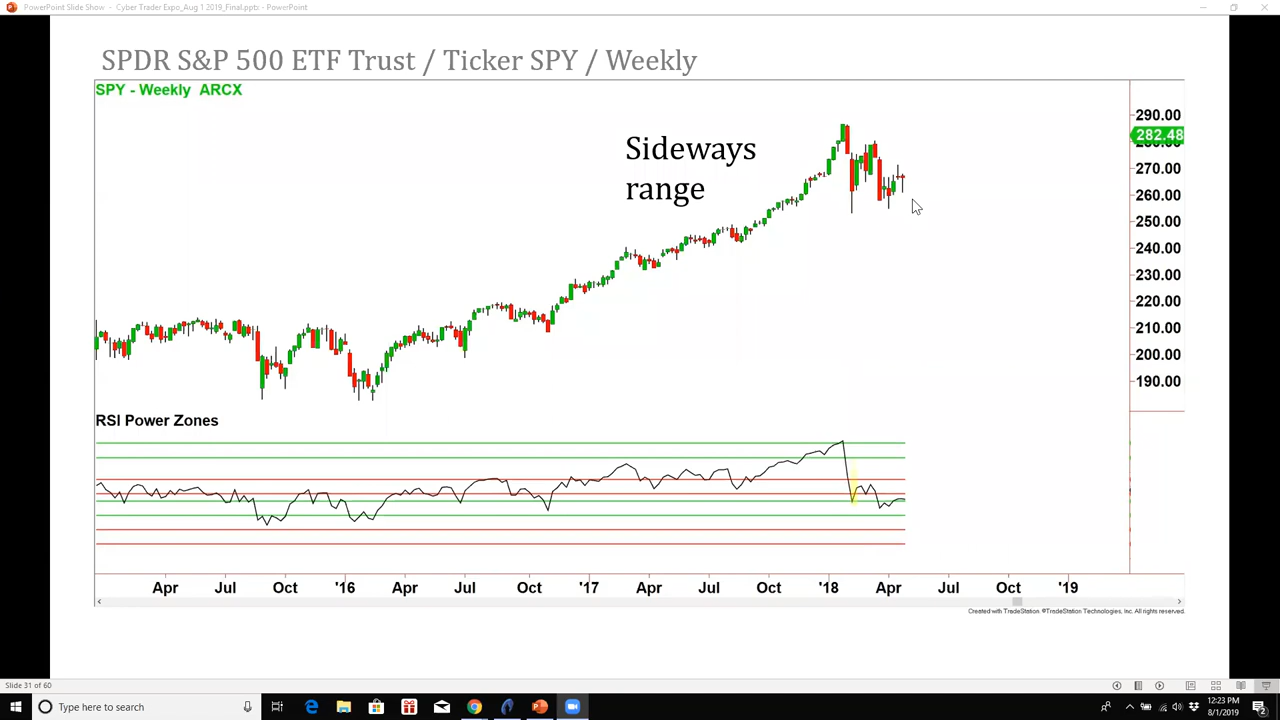 PowerPoint Slide Show - Cyber Trader Expo_Aug 1 2019_Final.pptx - PowerPoint
SPDR S&P 500 ETF Trust / Ticker SPY / Weekly
SPY - Weekly ARCX
Sideways
range
290.00
282.48
280.00
270.00
260.00
250.00
240.00
230.00
220.00
210.00
200.00
190.00
RSI Power Zones
Apr Jul Oct '16 Apr Jul Oct '17 Apr Jul Oct '18 Apr Jul Oct '19
Created with TradeStation ©TradeStation Technologies, Inc. All rights reserved.
Slide 31 of 60
Type here to search
12:23 PM
8/1/2019
2